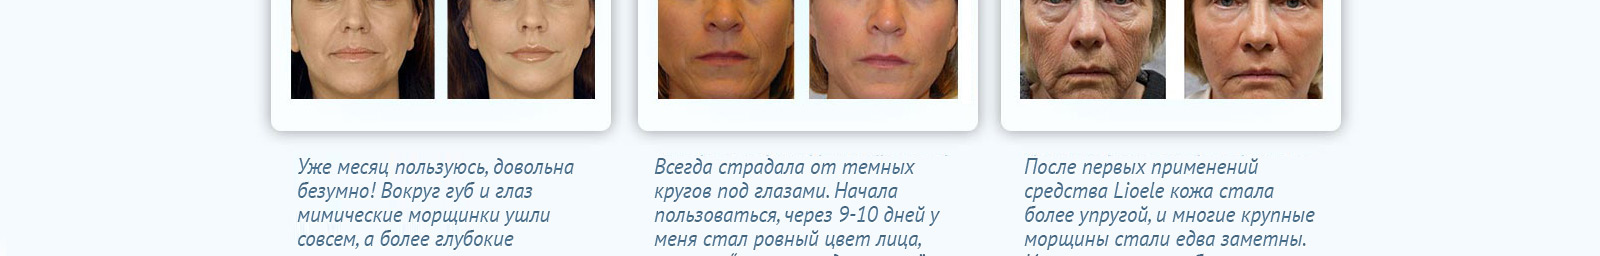 Уже месяц пользуюсь, довольна
безумно! Вокруг губ и глаз
мимические морщинки ушли
совсем, а более глубокие
Всегда страдала от темных
кругов под глазами. Начала
пользоваться, через 9-10 дней у
меня стал ровный цвет лица,
После первых применений
средства Lioele кожа стала
более упругой, и многие крупные
морщины стали едва заметны.